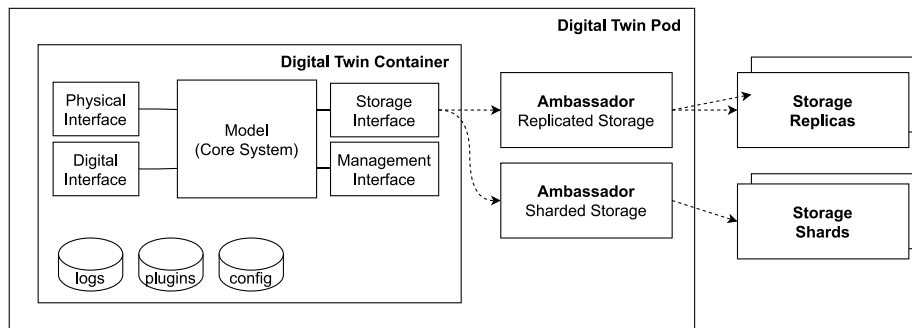 Digital Twin Pod
Digital Twin Container
Physical
Interface
Digital
Interface
Model
(Core System)
Storage
Interface
Management
Interface
Ambassador
Replicated Storage
Ambassador
Sharded Storage
Storage
Replicas
Storage
Shards
logs
plugins
config